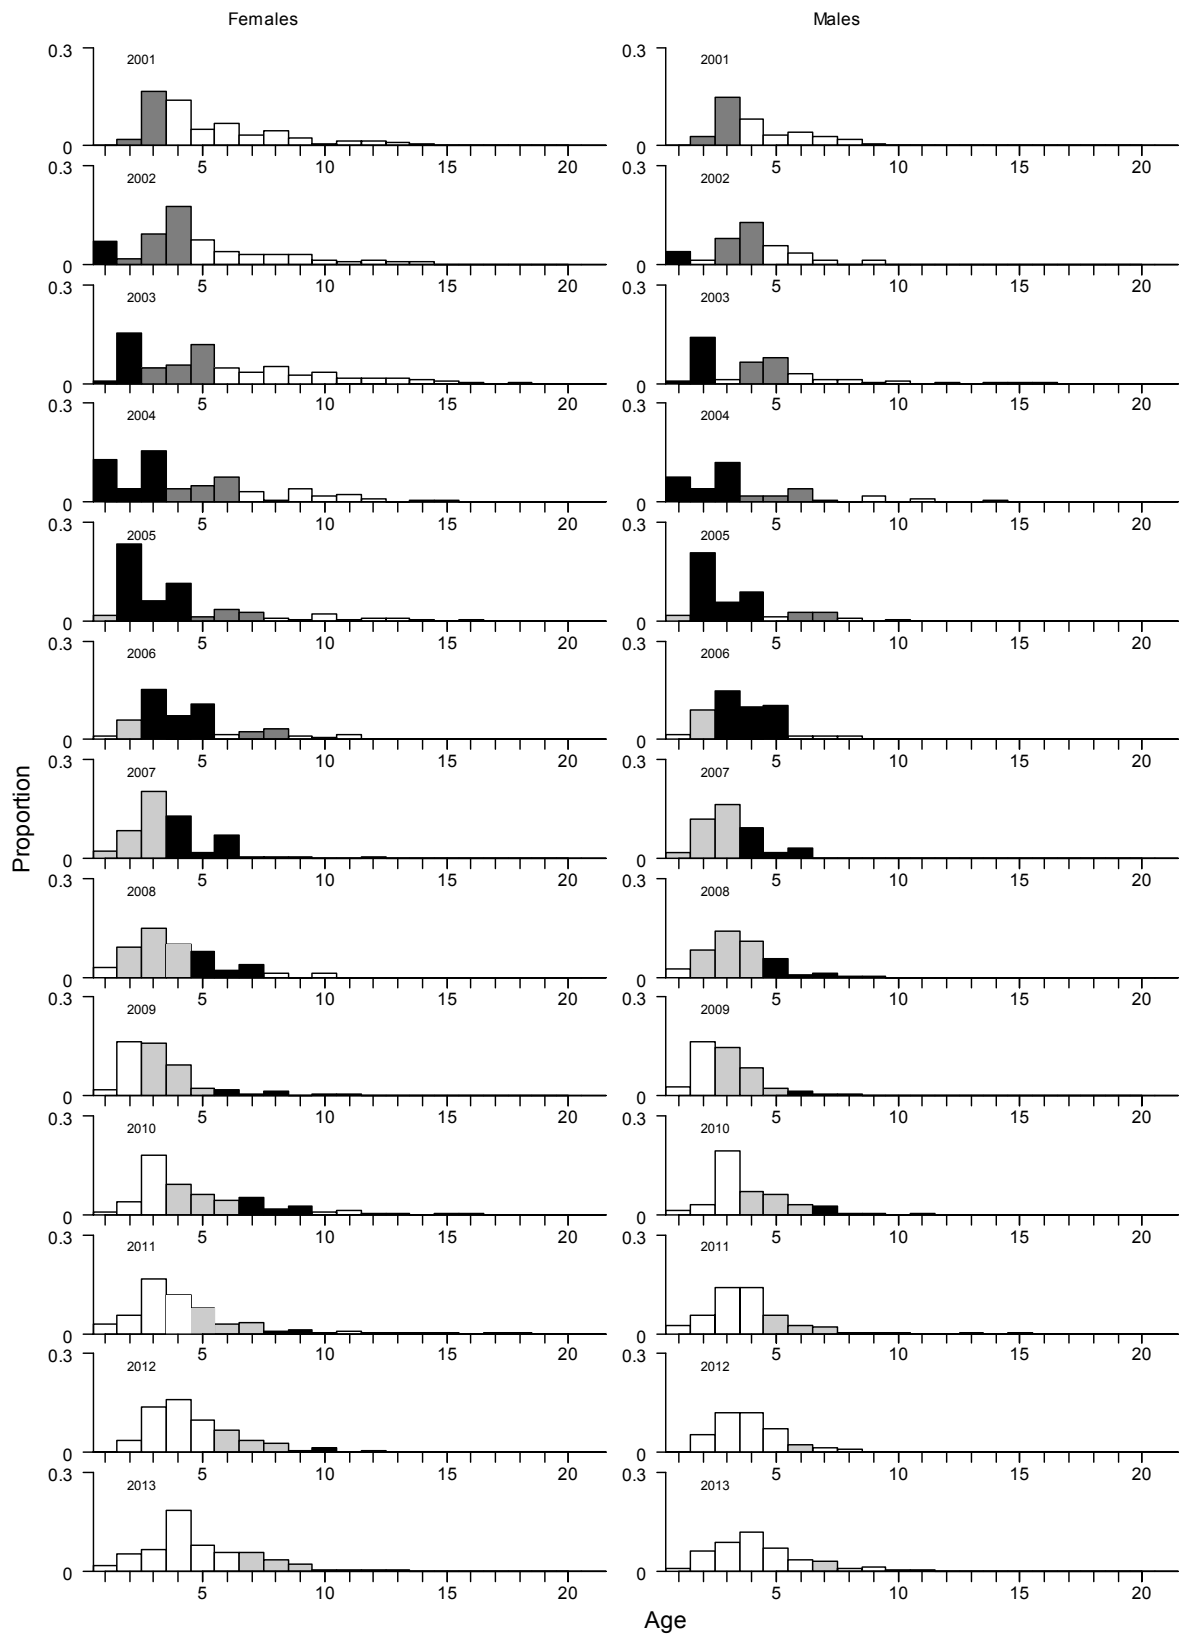 Females Males
0.3 2001 0.3 2001
0 0
5 10 15 20 5 10 15 20
0.3 2002 0.3 2002
0 0
5 10 15 20 5 10 15 20
0.3 2003 0.3 2003
0 0
5 10 15 20 5 10 15 20
0.3 2004 0.3 2004
0 0
5 10 15 20 5 10 15 20
0.3 2005 0.3 2005
0 0
5 10 15 20 5 10 15 20
0.3 2006 0.3 2006
0 0
5 10 15 20 5 10 15 20
0.3 2007 0.3 2007
Proportion
0 0
5 10 15 20 5 10 15 20
0.3 2008 0.3 2008
0 0
5 10 15 20 5 10 15 20
0.3 2009 0.3 2009
0 0
5 10 15 20 5 10 15 20
0.3 2010 0.3 2010
0 0
5 10 15 20 5 10 15 20
0.3 2011 0.3 2011
0 0
5 10 15 20 5 10 15 20
0.3 2012 0.3 2012
0 0
5 10 15 20 5 10 15 20
0.3 2013 0.3 2013
0 0
5 10 15 20 5 10 15 20
Age